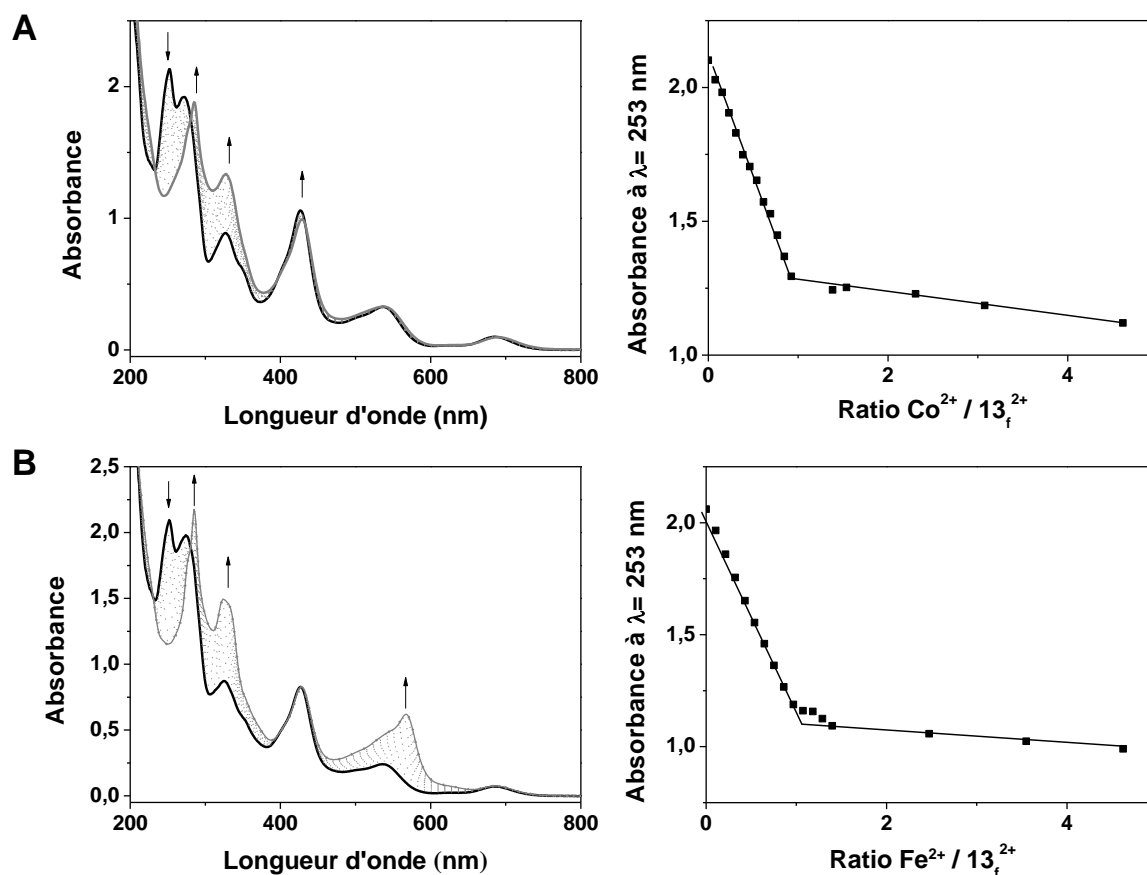 A
Absorbance
2
1
0
200
400
600
800
Longueur d'onde (nm)
Absorbance à λ= 253 nm
2,0
1,5
1,0
0
2
4
Ratio Co²⁺ / 13f²⁺
B
Absorbance
2,5
2,0
1,5
1,0
0,5
0,0
200
400
600
800
Longueur d'onde (nm)
Absorbance à λ= 253 nm
2,0
1,5
1,0
0
2
4
Ratio Fe²⁺ / 13f²⁺